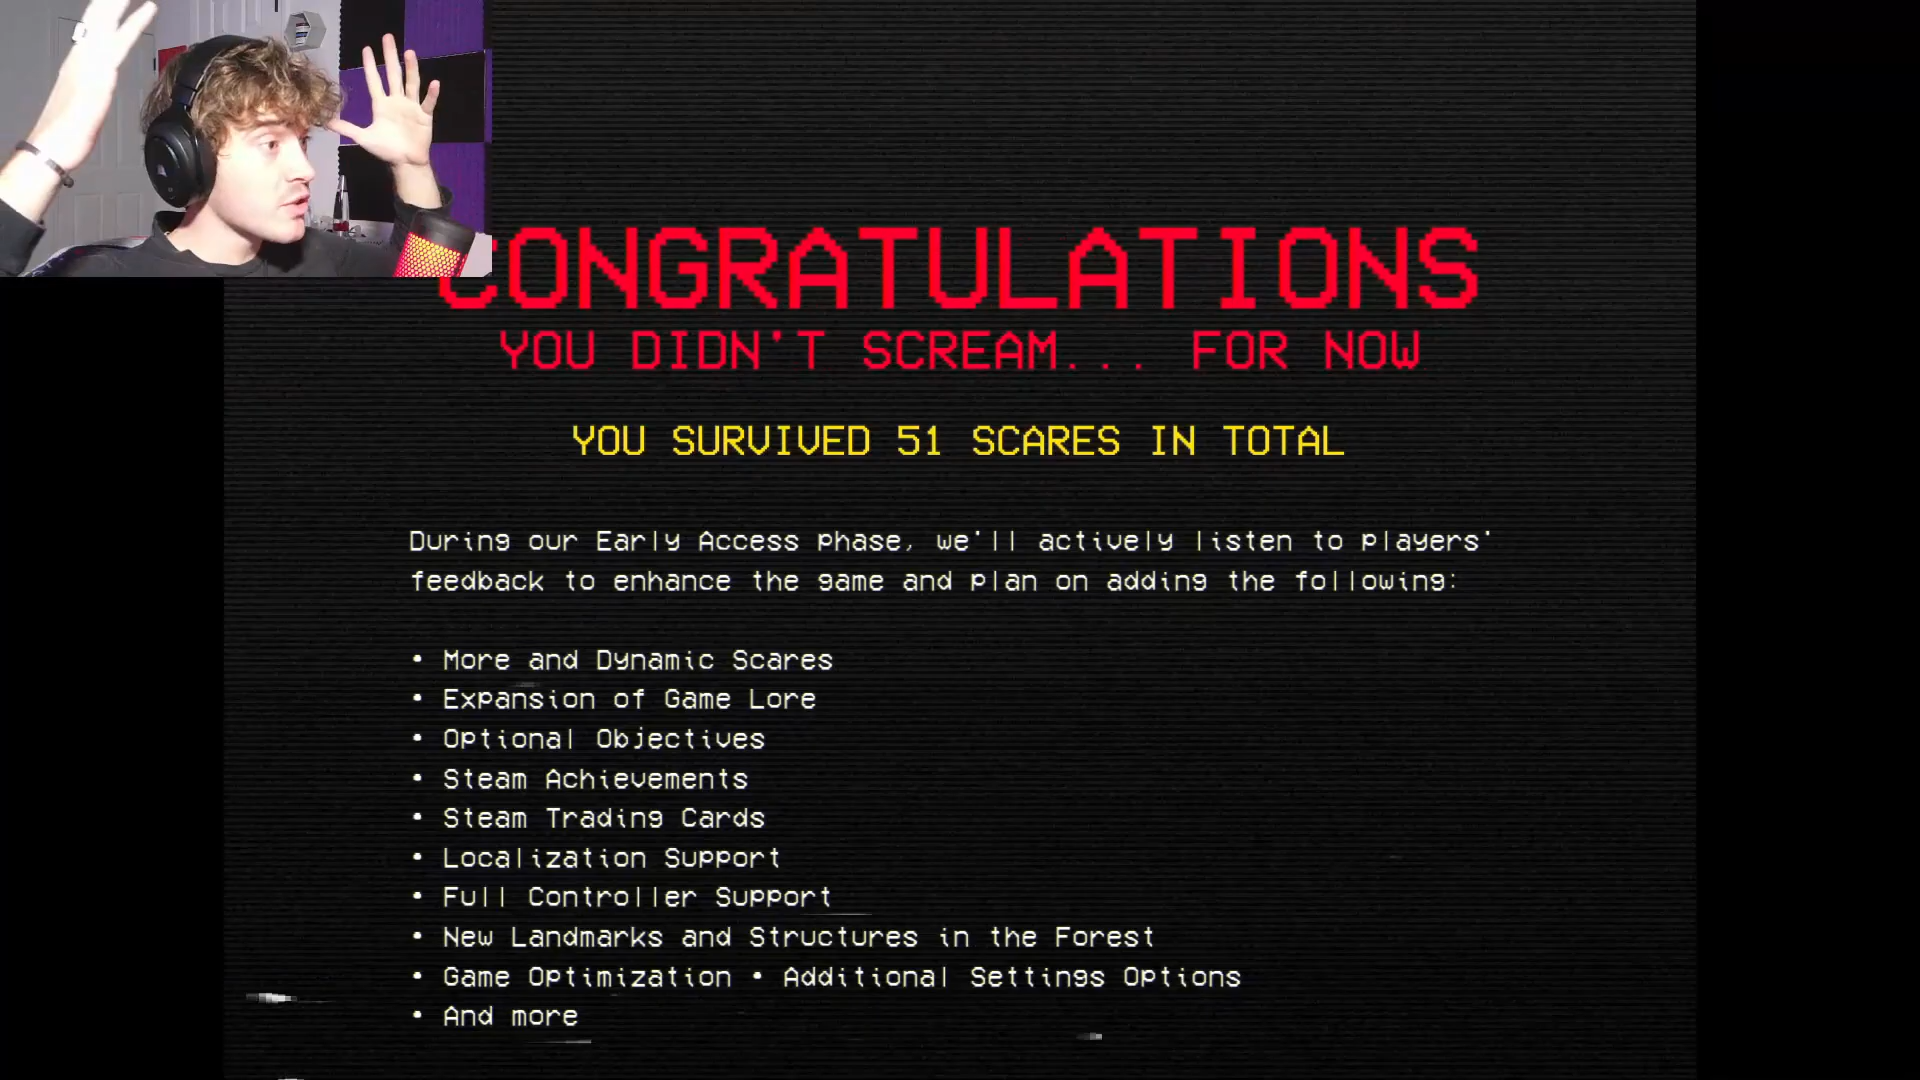 CONGRATULATIONS
YOU DIDN'T SCREAM... FOR NOW
YOU SURVIVED 51 SCARES IN TOTAL
During our Early Access phase, we'll actively listen to players'
feedback to enhance the game and plan on adding the following:
• More and Dynamic Scares
• Expansion of Game Lore
• Optional Objectives
• Steam Achievements
• Steam Trading Cards
• Localization Support
• Full Controller Support
• New Landmarks and Structures in the Forest
• Game Optimization • Additional Settings Options
• And more